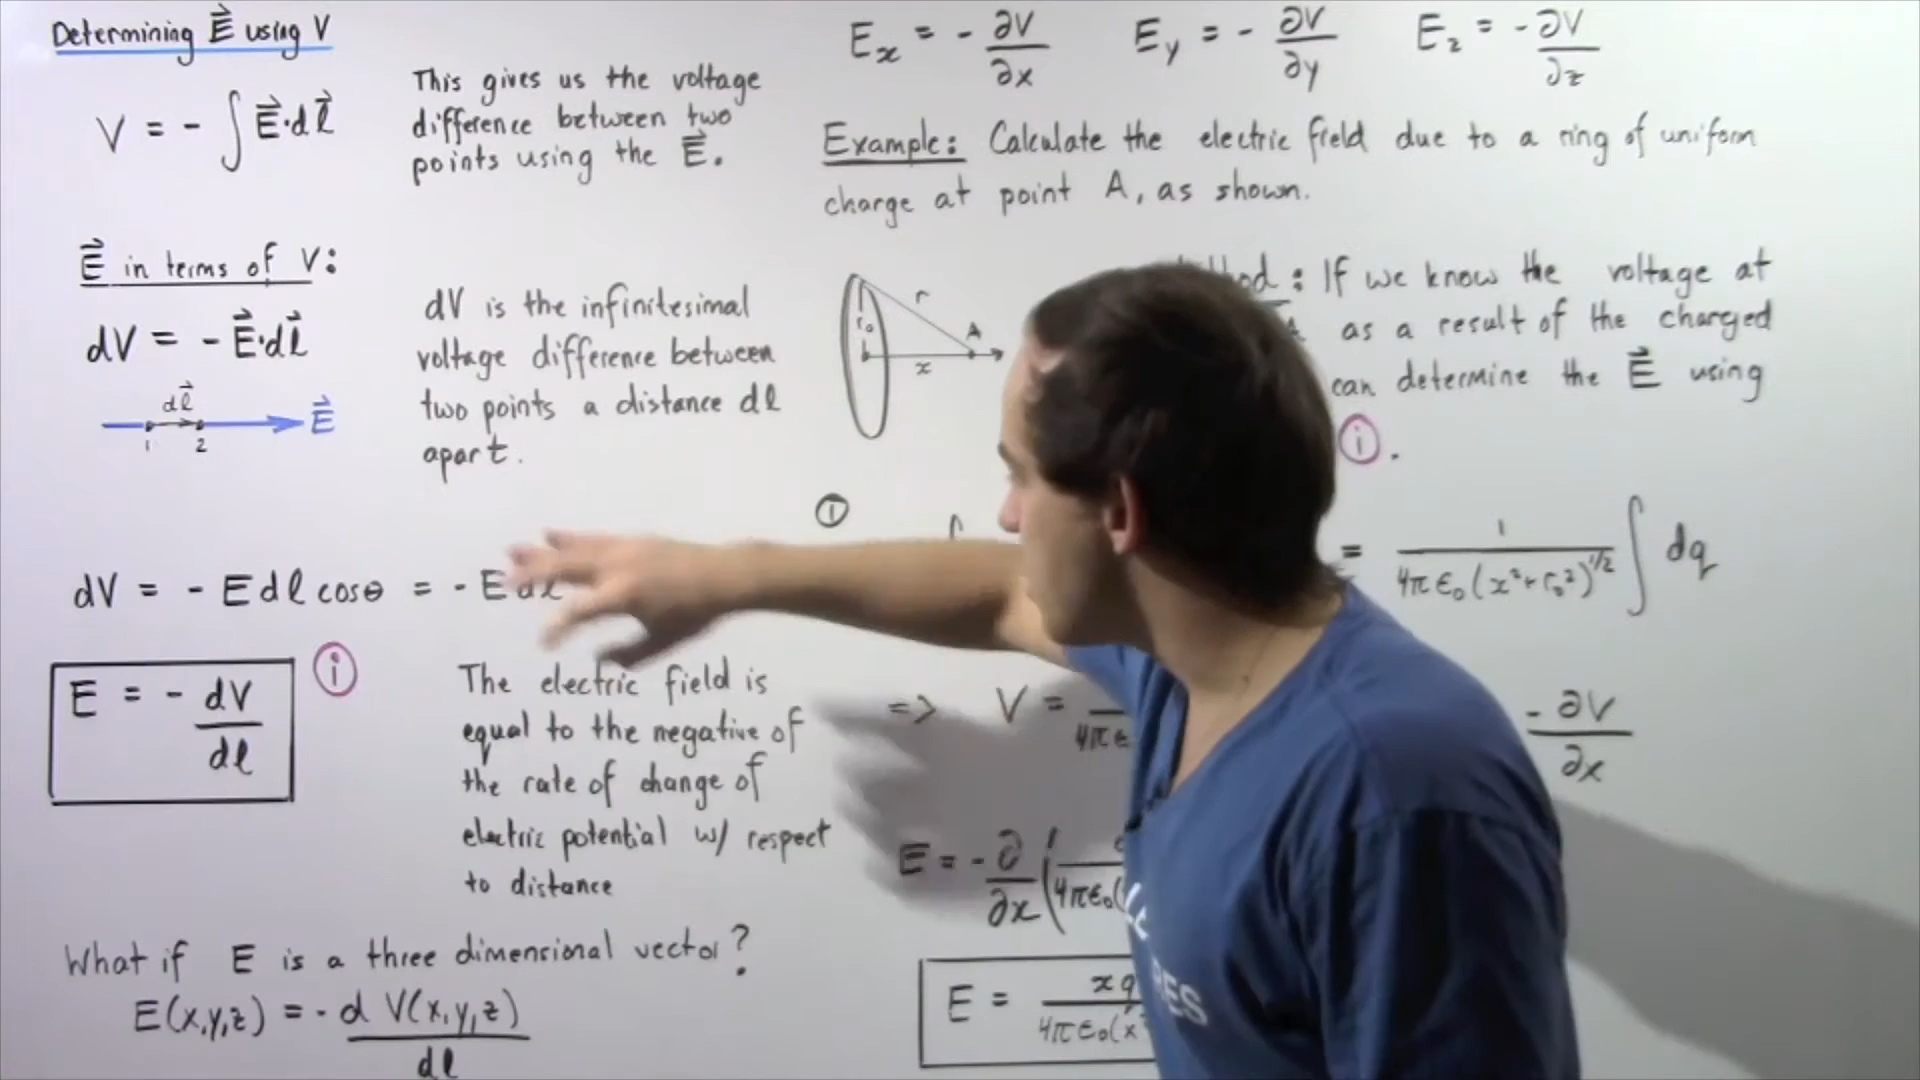 Determining E⃗ using V
V = - ∫ E⃗·dl⃗
This gives us the voltage
difference between two
points using the E⃗.
E⃗ in terms of V:
dV = - E⃗·dl⃗
dl⃗
1 2 E⃗
dV is the infinitesimal
voltage difference between
two points a distance dl
apart.
dV = - E dl cosθ = - E dl
E = - dV/dl
i
The electric field is
equal to the negative of
the rate of change of
electric potential w/ respect
to distance
What if E is a three dimensional vector?
E(x,y,z) = - d V(x,y,z)/dl
E_x = - ∂V/∂x E_y = - ∂V/∂y E_z = - ∂V/∂z
Example: Calculate the electric field due to a ring of uniform
charge at point A, as shown.
r
r₀ A
x
: If we know the voltage at
A as a result of the charged
can determine the E⃗ using
i .
①
= 1/4πε₀(x²+r₀²)^1/2 ∫ dq
=> V =
- ∂V/∂x
E = - ∂/∂x (
E = xq